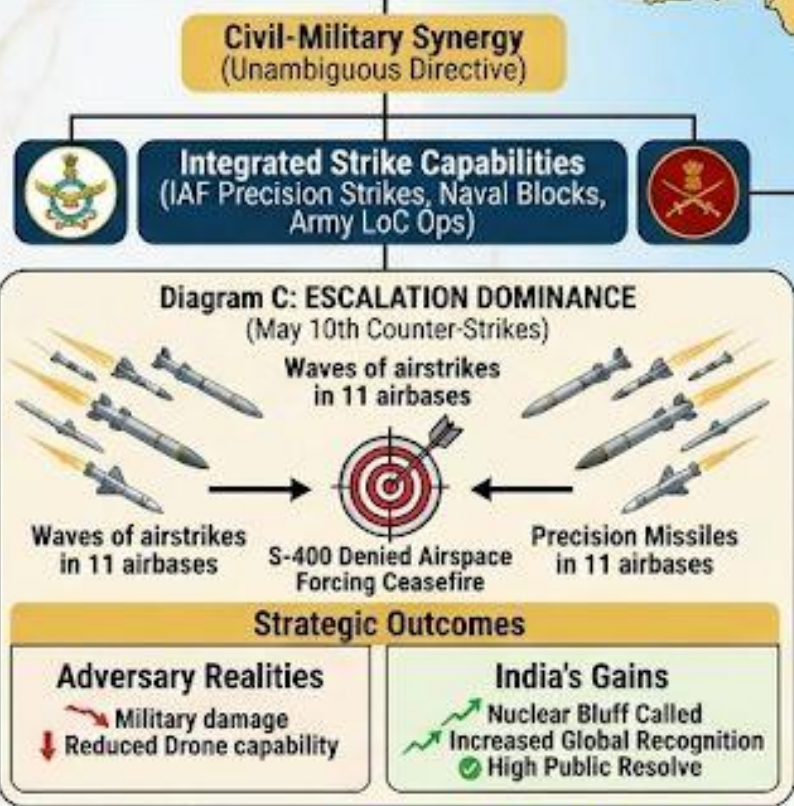 Civil-Military Synergy
(Unambiguous Directive)
Integrated Strike Capabilities
(IAF Precision Strikes, Naval Blocks,
Army LoC Ops)
Diagram C: ESCALATION DOMINANCE
(May 10th Counter-Strikes)
Waves of airstrikes
in 11 airbases
Waves of airstrikes
in 11 airbases
S-400 Denied Airspace
Forcing Ceasefire
Precision Missiles
in 11 airbases
Strategic Outcomes
Adversary Realities
Military damage
Reduced Drone capability
India's Gains
Nuclear Bluff Called
Increased Global Recognition
High Public Resolve